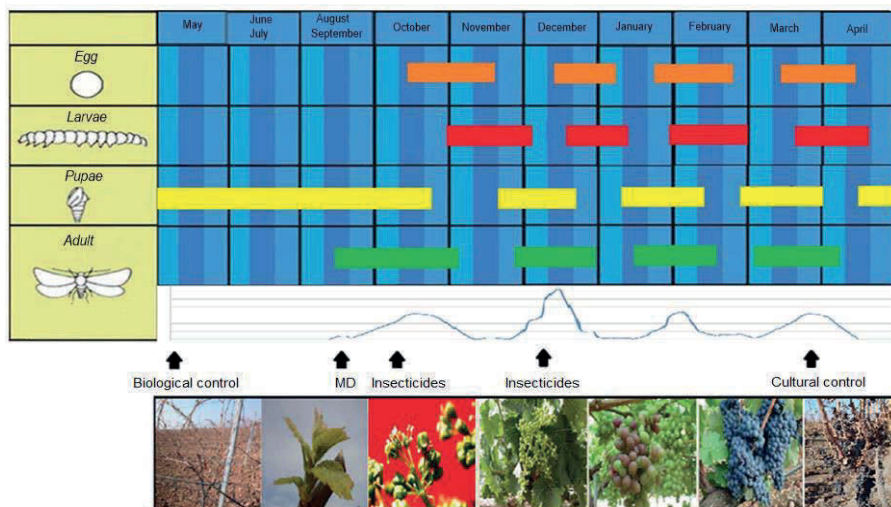 May
June
July
August
September
October
November
December
January
February
March
April
Egg
Larvae
Pupae
Adult
Biological control
MD
Insecticides
Insecticides
Cultural control